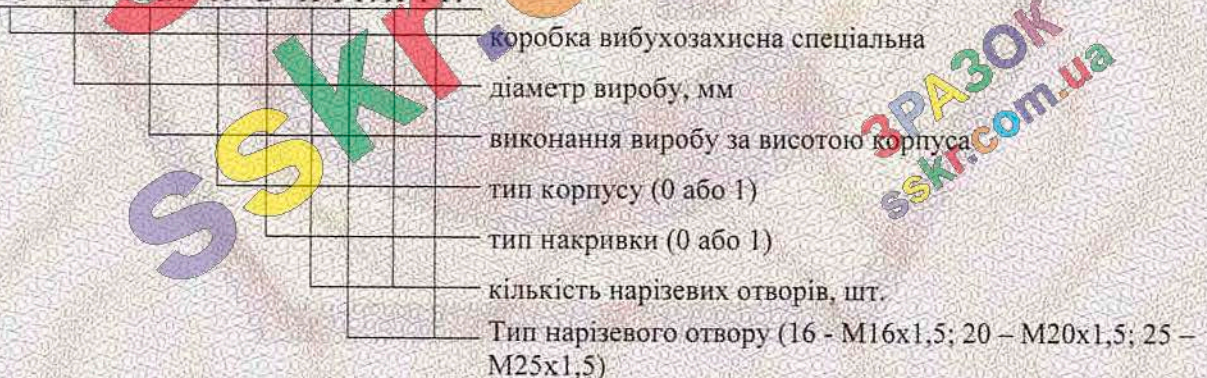 коробка вибухозахисна спеціальна
діаметр виробу, мм
виконання виробу за висотою корпуса
тип корпусу (0 або 1)
тип накривки (0 або 1)
кількість нарізевих отворів, шт.
Тип нарізевого отвору (16 - М16х1,5; 20 – М20х1,5; 25 –
М25х1,5)
ЗРАЗОК
sskr.com.ua
sskr.